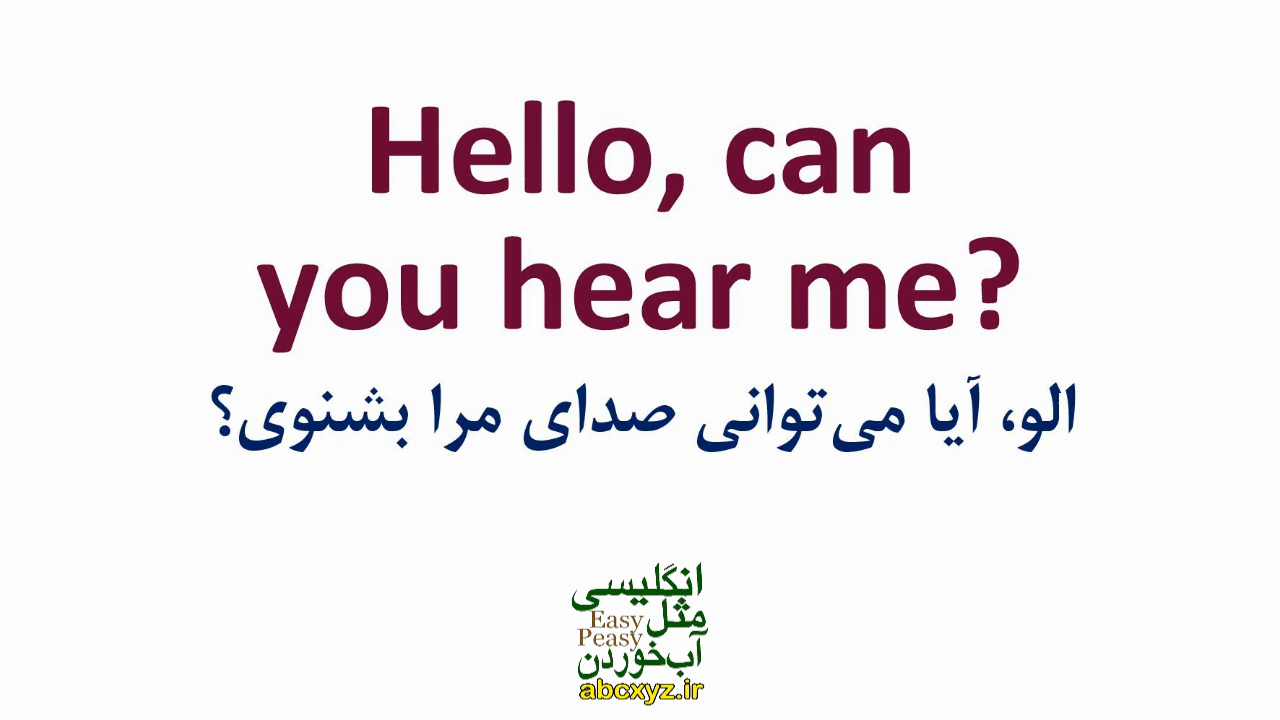 Hello, can
you hear me?
الو، آیا می‌توانی صدای مرا بشنوی؟
انگلیسی
مثل
Easy
Peasy
آب‌خوردن
abcxyz.ir